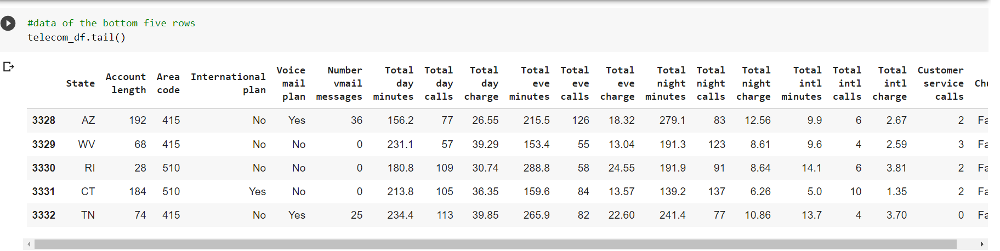 #data of the bottom five rows
telecom_df.tail()
State Account length Area code International plan Voice mail plan Number vmail messages Total day minutes Total day calls Total day charge Total eve minutes Total eve calls Total eve charge Total night minutes Total night calls Total night charge Total intl minutes Total intl calls Total intl charge Customer service calls
3328 AZ 192 415 No Yes 36 156.2 77 26.55 215.5 126 18.32 279.1 83 12.56 9.9 6 2.67 2
3329 WV 68 415 No No 0 231.1 57 39.29 153.4 55 13.04 191.3 123 8.61 9.6 4 2.59 3
3330 RI 28 510 No No 0 180.8 109 30.74 288.8 58 24.55 191.9 91 8.64 14.1 6 3.81 2
3331 CT 184 510 Yes No 0 213.8 105 36.35 159.6 84 13.57 139.2 137 6.26 5.0 10 1.35 2
3332 TN 74 415 No Yes 25 234.4 113 39.85 265.9 82 22.60 241.4 77 10.86 13.7 4 3.70 0